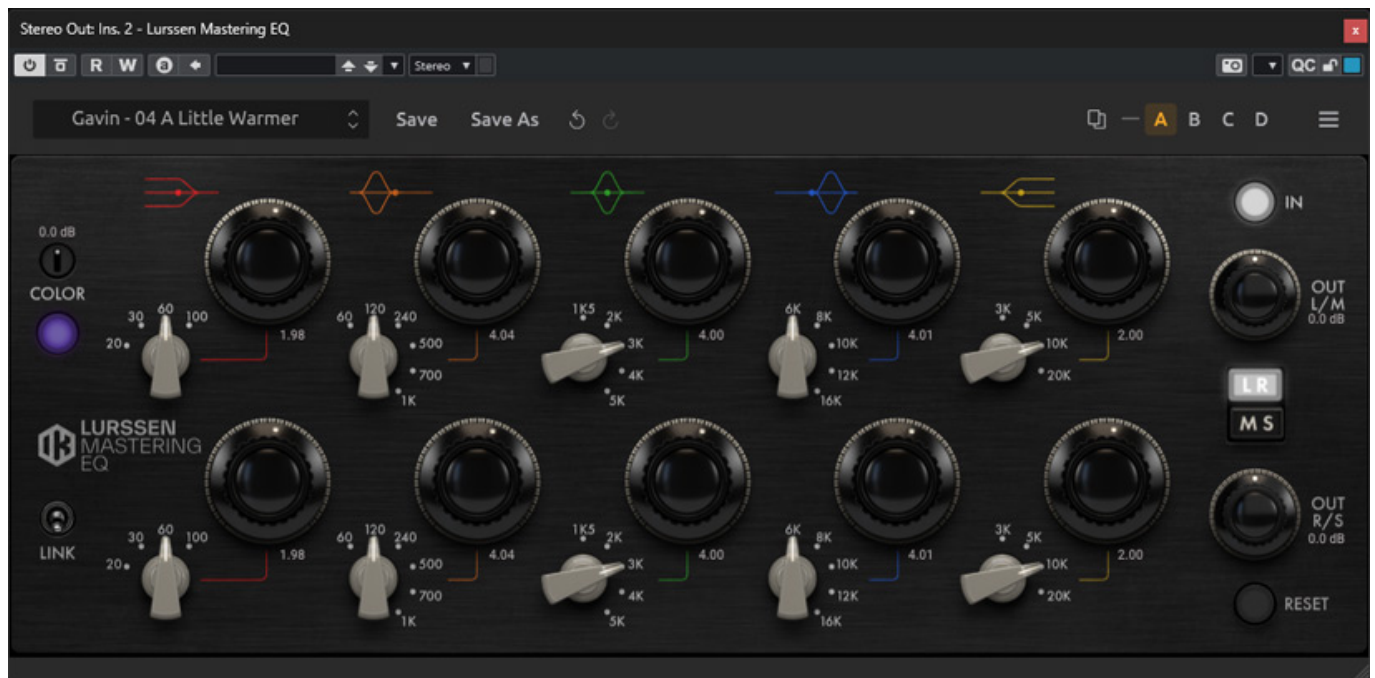 Stereo Out: Ins. 2 - Lurssen Mastering EQ
x
R W a Stereo QC
Gavin - 04 A Little Warmer Save Save As A B C D
IN
0.0 dB
COLOR
OUT
L/M
0.0 dB
20 30 60 100 1.98
60 120 240 500 700 1K 4.04
1K5 2K 3K 4K 5K 4.00
6K 8K 10K 12K 16K 4.01
3K 5K 10K 20K 2.00
L R
M S
LURSSEN
MASTERING
EQ
LINK
20 30 60 100 1.98
60 120 240 500 700 1K 4.04
1K5 2K 3K 4K 5K 4.00
6K 8K 10K 12K 16K 4.01
3K 5K 10K 20K 2.00
OUT
R/S
0.0 dB
RESET